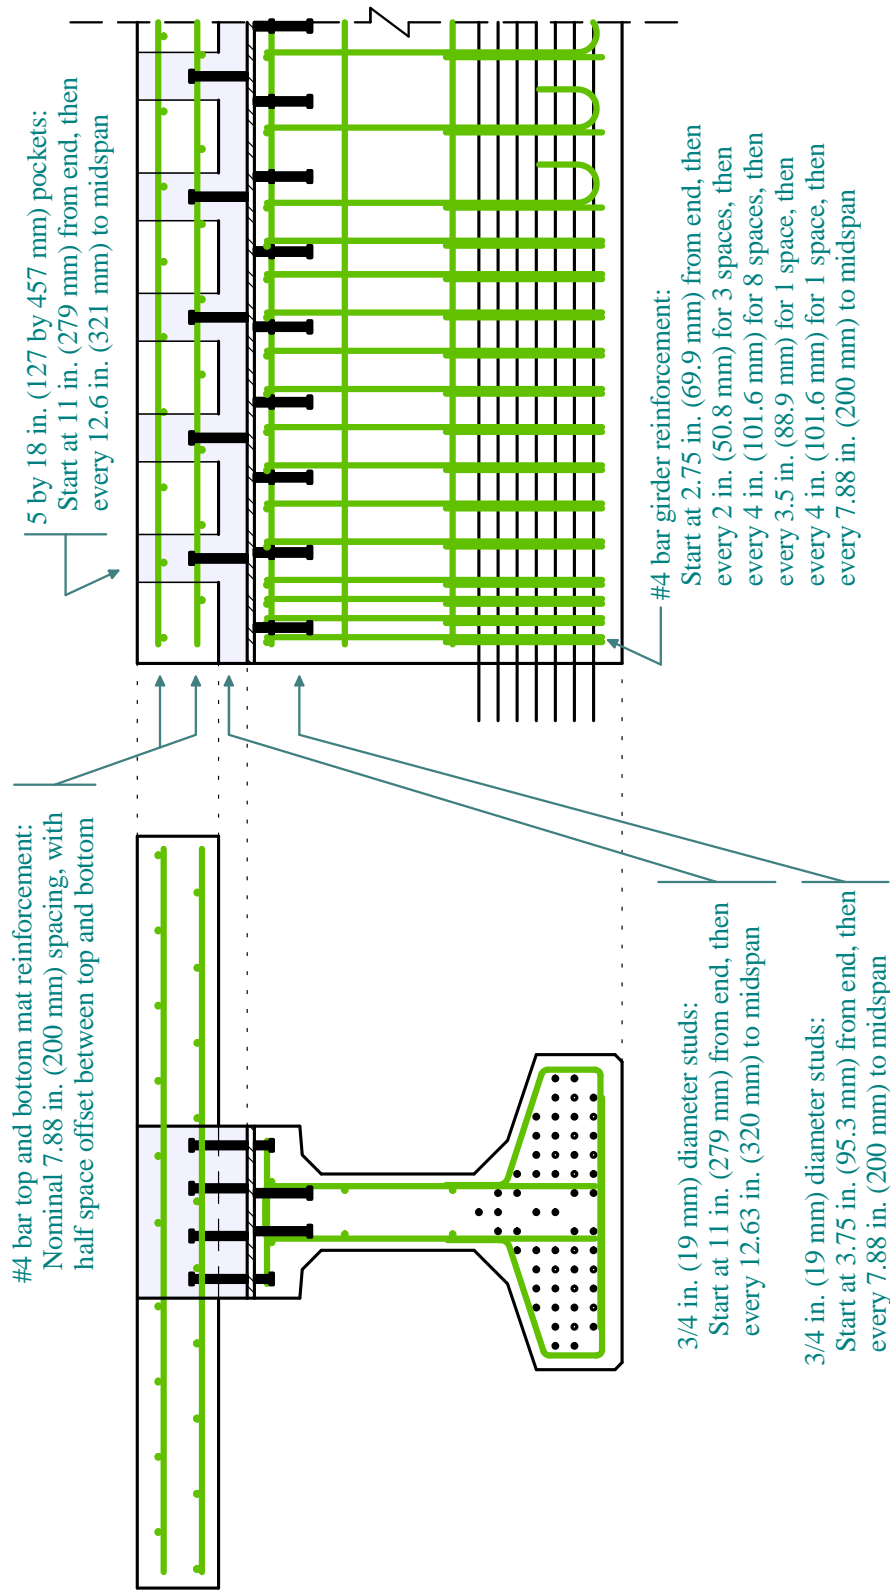 #4 bar top and bottom mat reinforcement:
Nominal 7.88 in. (200 mm) spacing, with
half space offset between top and bottom
5 by 18 in. (127 by 457 mm) pockets:
Start at 11 in. (279 mm) from end, then
every 12.6 in. (321 mm) to midspan
3/4 in. (19 mm) diameter studs:
Start at 11 in. (279 mm) from end, then
every 12.63 in. (320 mm) to midspan
3/4 in. (19 mm) diameter studs:
Start at 3.75 in. (95.3 mm) from end, then
every 7.88 in. (200 mm) to midspan
#4 bar girder reinforcement:
Start at 2.75 in. (69.9 mm) from end, then
every 2 in. (50.8 mm) for 3 spaces, then
every 4 in. (101.6 mm) for 8 spaces, then
every 3.5 in. (88.9 mm) for 1 space, then
every 4 in. (101.6 mm) for 1 space, then
every 7.88 in. (200 mm) to midspan